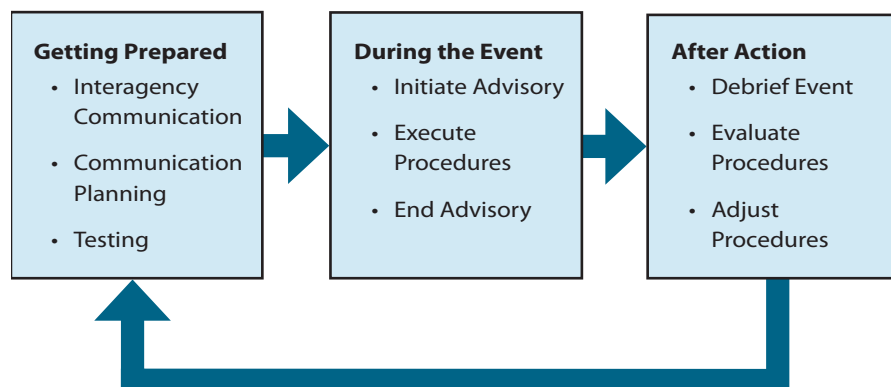 Getting Prepared
• Interagency
Communication
• Communication
Planning
• Testing
During the Event
• Initiate Advisory
• Execute
Procedures
• End Advisory
After Action
• Debrief Event
• Evaluate
Procedures
• Adjust
Procedures